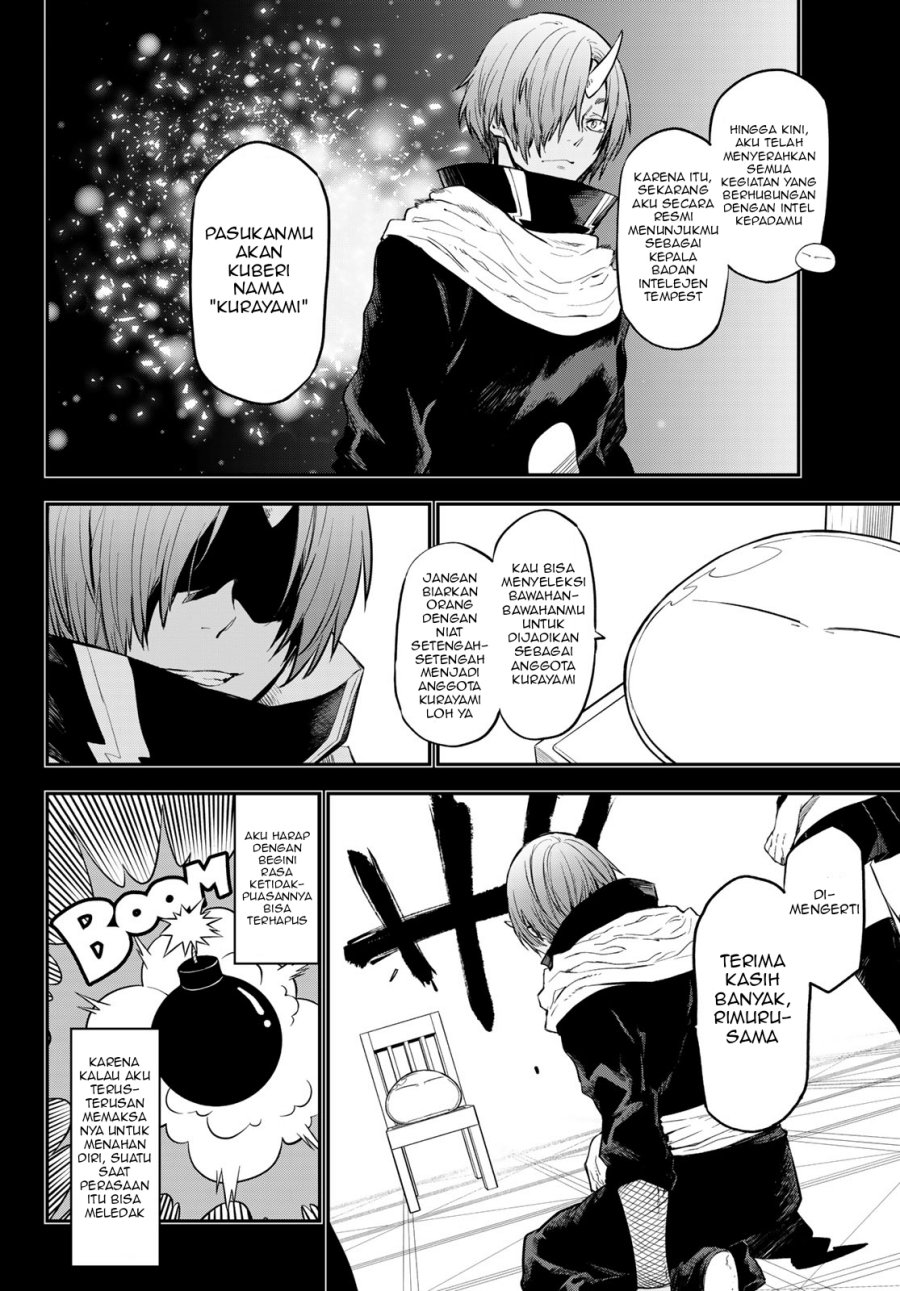 HINGGA KINI,
AKU TELAH
MENYERAHKAN
SEMUA
KEGIATAN YANG
BERHUBUNGAN
DENGAN INTEL
KEPADAMU
KARENA ITU,
SEKARANG
AKU SECARA
RESMI
MENUNJUKMU
SEBAGAI
KEPALA
BADAN
INTELEJEN
TEMPEST
PASUKANMU
AKAN
KUBERI
NAMA
"KURAYAMI"
KAU BISA
MENYELEKSI
BAWAHAN-
BAWAHANMU
UNTUK
DIJADIKAN
SEBAGAI
ANGGOTA
KURAYAMI
JANGAN
BIARKAN
ORANG
DENGAN
NIAT
SETENGAH-
SETENGAH
MENJADI
ANGGOTA
KURAYAMI
LOH YA
DI-
MENGERTI
TERIMA
KASIH
BANYAK,
RIMURU-
SAMA
AKU HARAP
DENGAN
BEGINI
RASA
KETIDAK-
PUASANNYA
BISA
TERHAPUS
BOOM
KARENA
KALAU AKU
TERUS-
TERUSAN
MEMAKSA
NYA UNTUK
MENAHAN
DIRI, SUATU
SAAT
PERASAAN
ITU BISA
MELEDAK